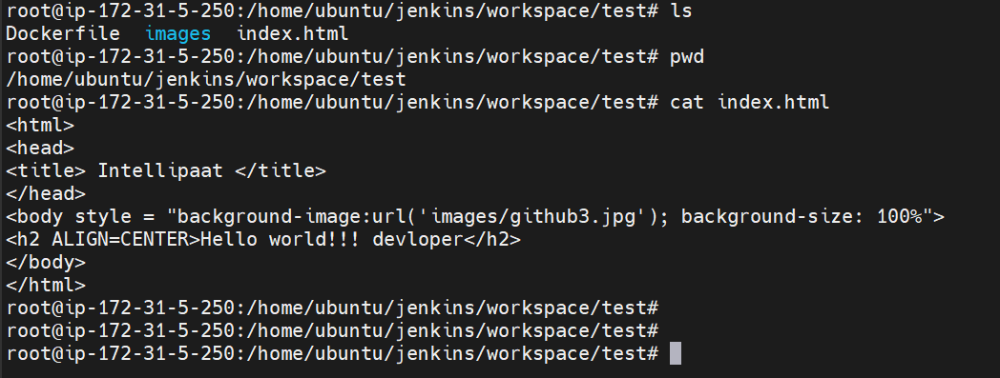 root@ip-172-31-5-250:/home/ubuntu/jenkins/workspace/test# ls
Dockerfile  images  index.html
root@ip-172-31-5-250:/home/ubuntu/jenkins/workspace/test# pwd
/home/ubuntu/jenkins/workspace/test
root@ip-172-31-5-250:/home/ubuntu/jenkins/workspace/test# cat index.html
<html>
<head>
<title> Intellipaat </title>
</head>
<body style = "background-image:url('images/github3.jpg'); background-size: 100%">
<h2 ALIGN=CENTER>Hello world!!! devloper</h2>
</body>
</html>
root@ip-172-31-5-250:/home/ubuntu/jenkins/workspace/test#
root@ip-172-31-5-250:/home/ubuntu/jenkins/workspace/test#
root@ip-172-31-5-250:/home/ubuntu/jenkins/workspace/test#